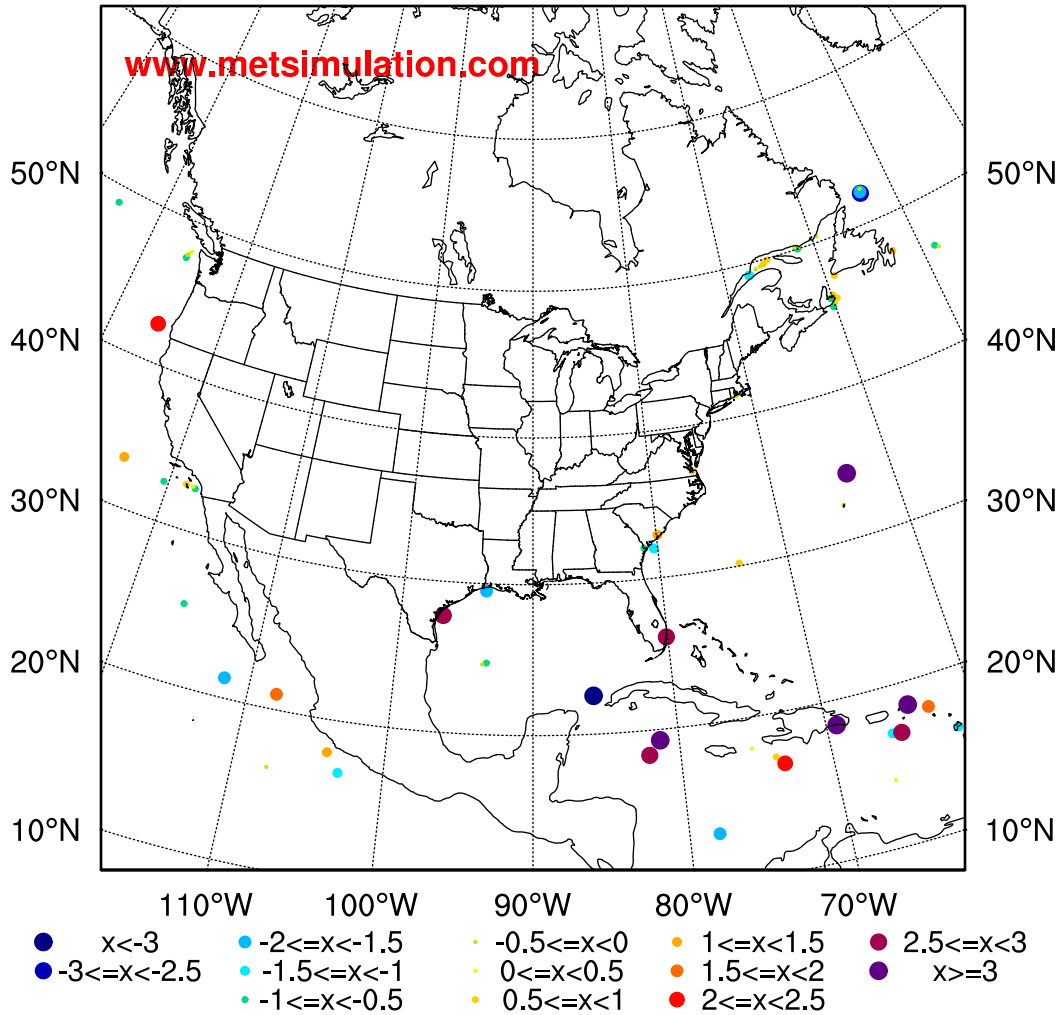 www.metsimulation.com
50°N 50°N
40°N 40°N
30°N 30°N
20°N 20°N
10°N 10°N
110°W 100°W 90°W 80°W 70°W
x<-3 -2<=x<-1.5 -0.5<=x<0 1<=x<1.5 2.5<=x<3
-3<=x<-2.5 -1.5<=x<-1 0<=x<0.5 1.5<=x<2 x>=3
-1<=x<-0.5 0.5<=x<1 2<=x<2.5